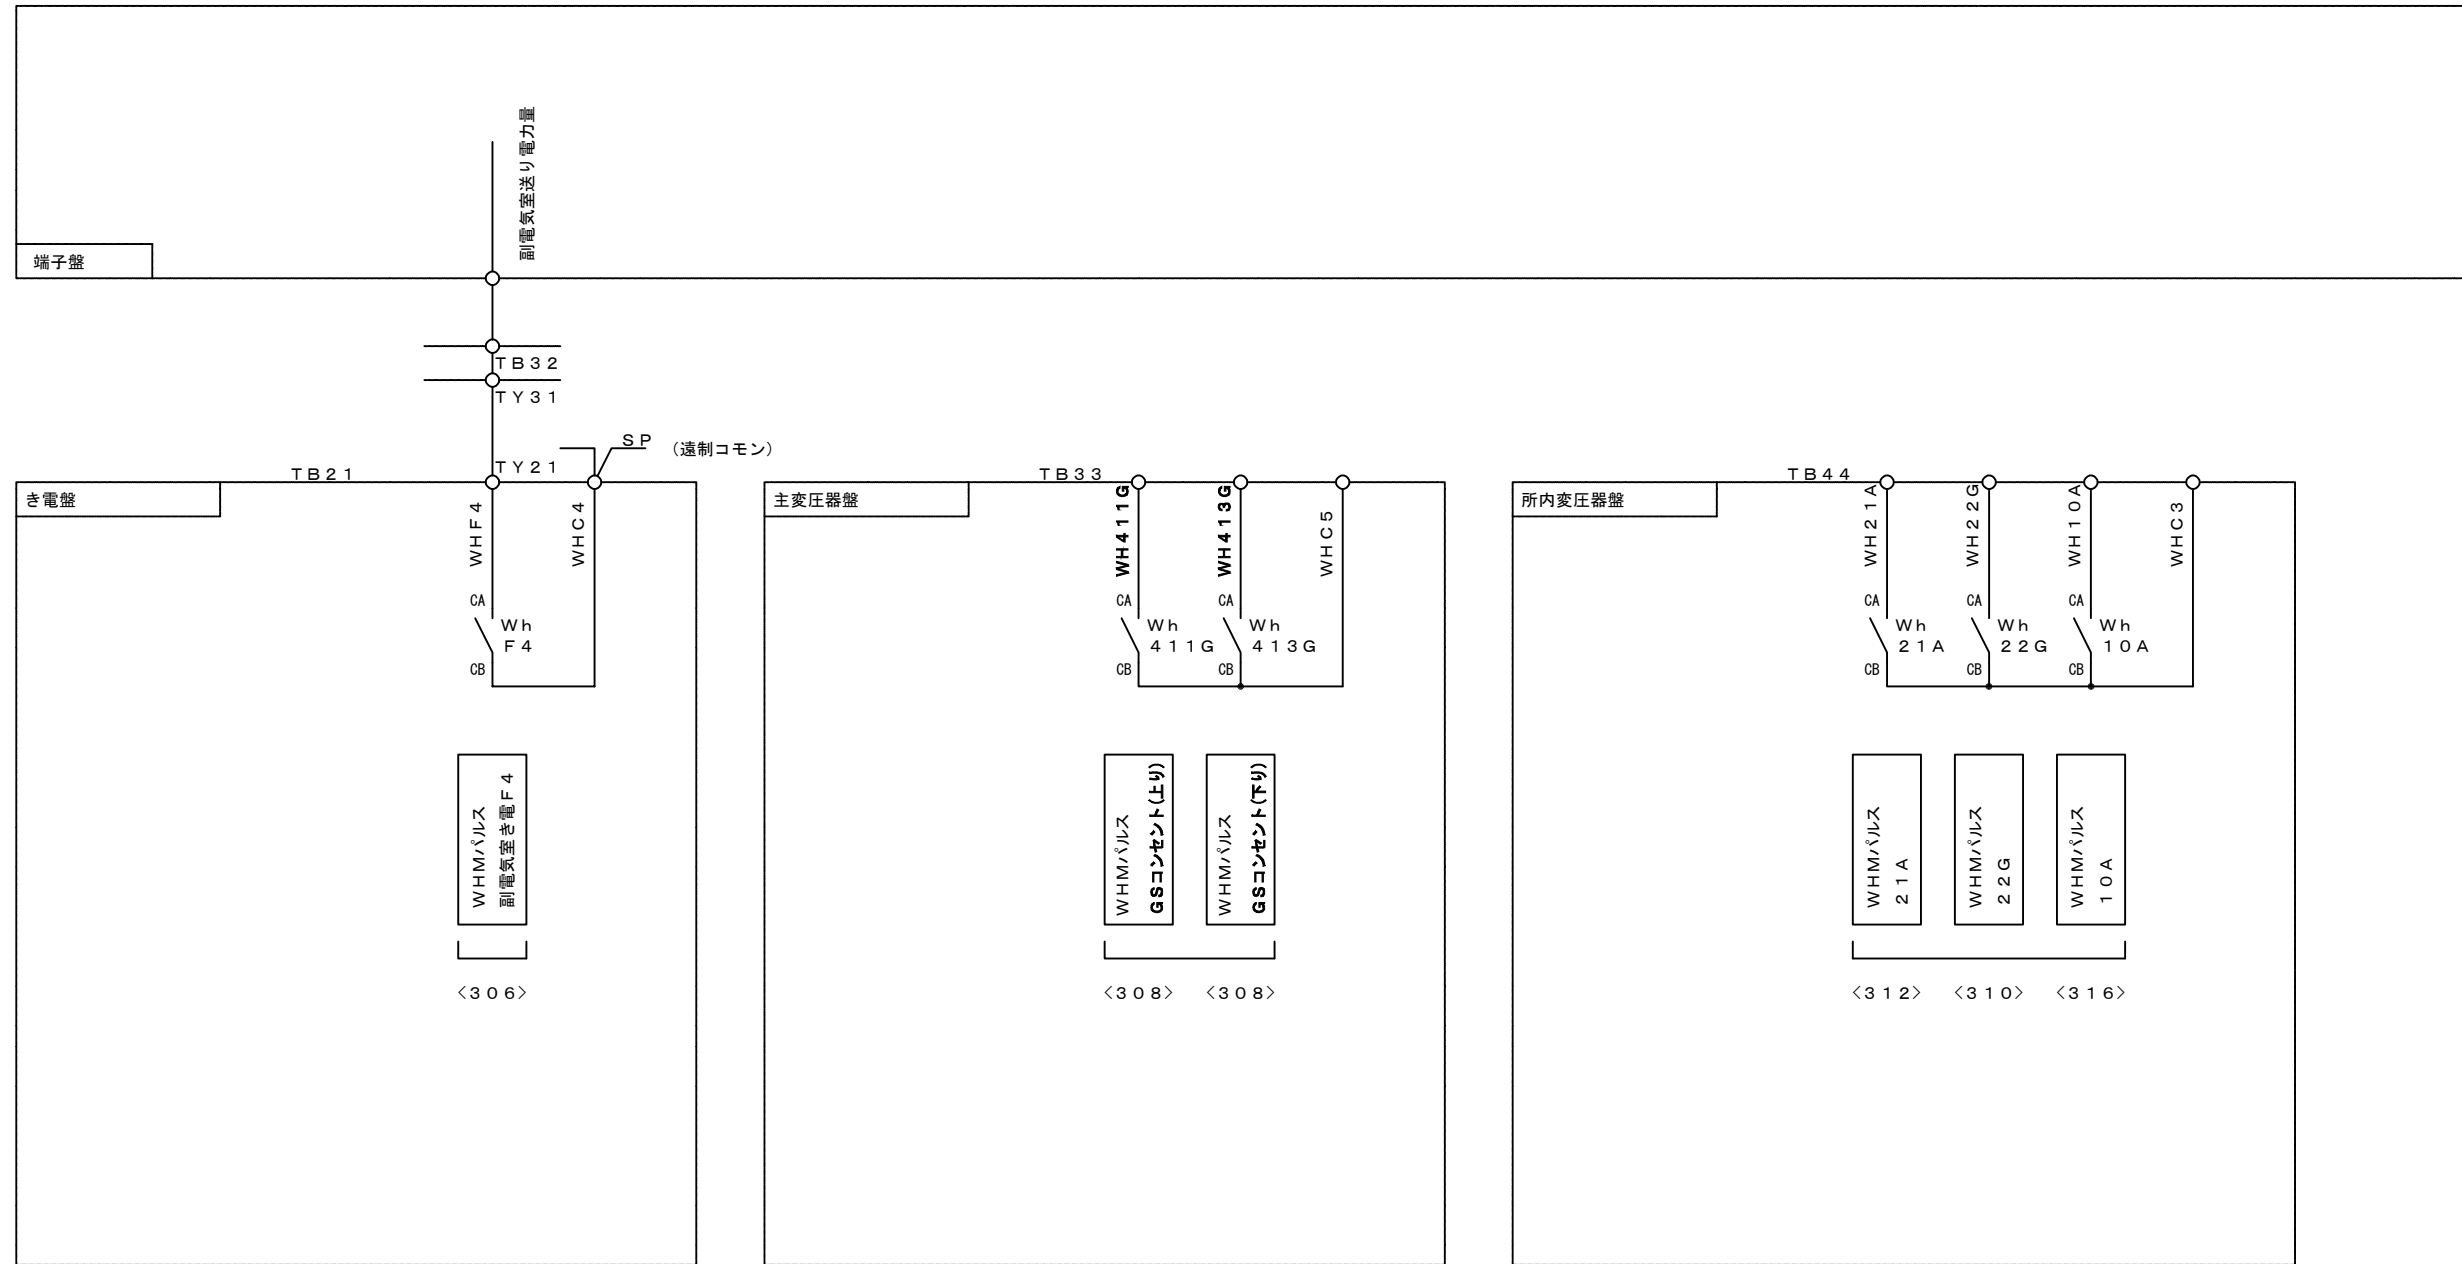 副電気室送り電力量
端子盤
ＴＢ３２
ＴＹ３１
ＳＰ （遠制コモン）
ＴＢ２１
ＴＹ２１
き電盤
ＷＨＦ４
ＷＨＣ４
CA
Ｗｈ
Ｆ４
CB
WHMパルス
副電気室き電Ｆ４
＜３０６＞
ＴＢ３３
主変圧器盤
WH411G
WH413G
ＷＨＣ５
CA
Ｗｈ
４１１Ｇ
CB
CA
Ｗｈ
４１３Ｇ
CB
WHMパルス
GSコンセント(上り)
WHMパルス
GSコンセント(下り)
＜３０８＞ ＜３０８＞
ＴＢ４４
所内変圧器盤
ＷＨ２１Ａ
ＷＨ２２Ｇ
ＷＨ１０Ａ
ＷＨＣ３
CA
Ｗｈ
２１Ａ
CB
CA
Ｗｈ
２２Ｇ
CB
CA
Ｗｈ
１０Ａ
CB
WHMパルス
２１Ａ
WHMパルス
２２Ｇ
WHMパルス
１０Ａ
＜３１２＞ ＜３１０＞ ＜３１６＞